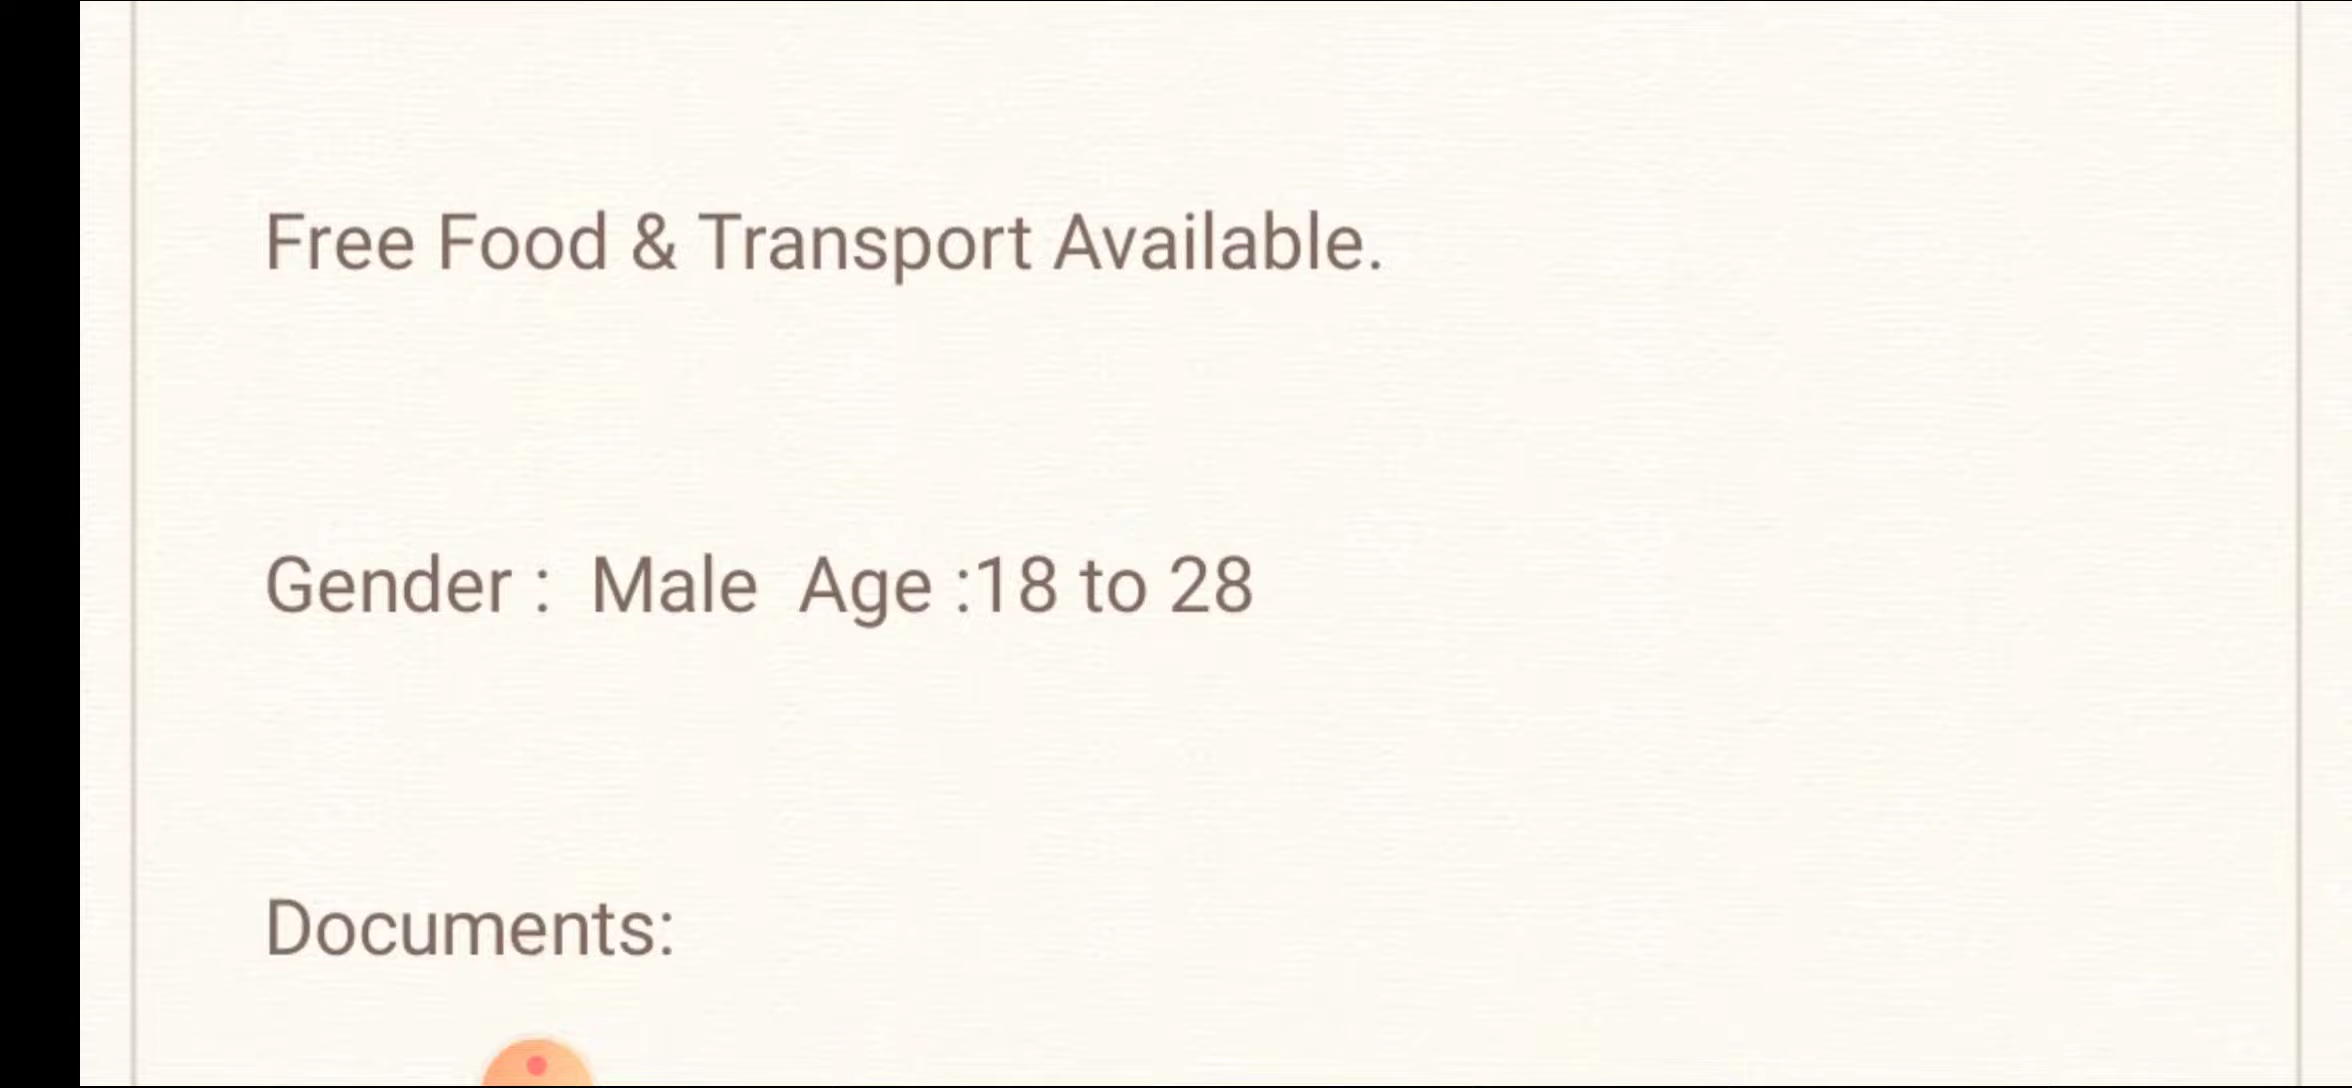 Free Food & Transport Available.
Gender :  Male  Age :18 to 28
Documents: